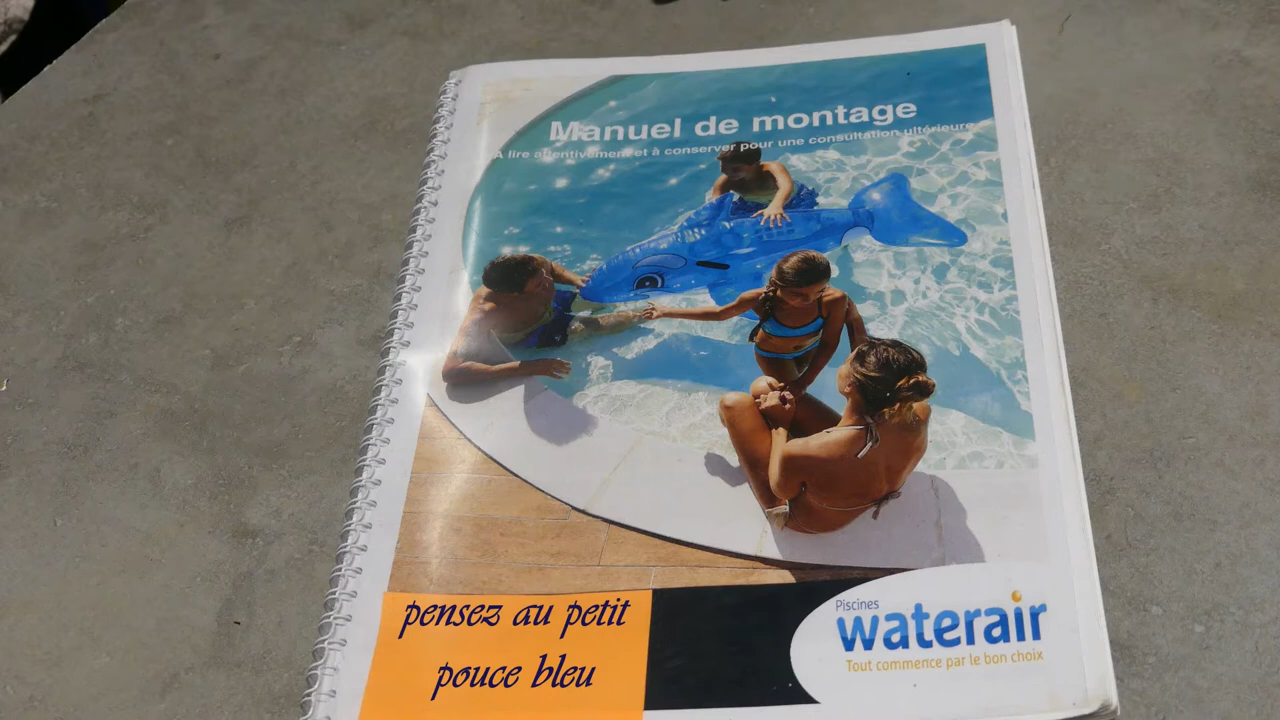 Manuel de montage
A lire attentivement et à conserver pour une consultation ultérieure
pensez au petit
pouce bleu
Piscines
waterair
Tout commence par le bon choix